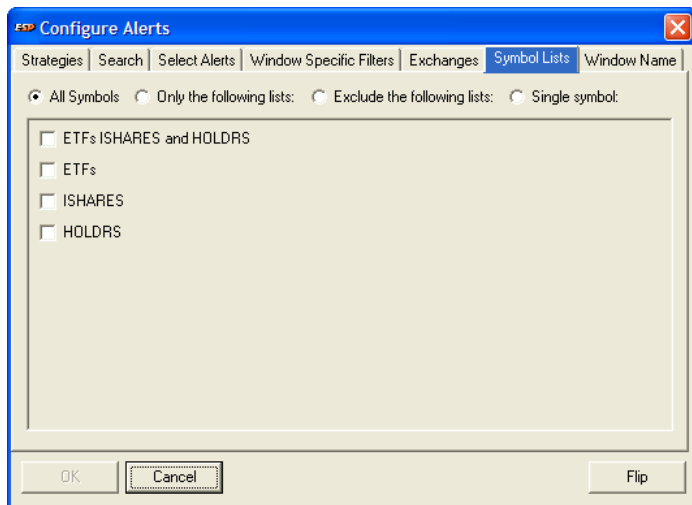 ESP Configure Alerts
Strategies Search Select Alerts Window Specific Filters Exchanges Symbol Lists Window Name
All Symbols Only the following lists: Exclude the following lists: Single symbol:
ETFs ISHARES and HOLDRS
ETFs
ISHARES
HOLDRS
OK Cancel Flip